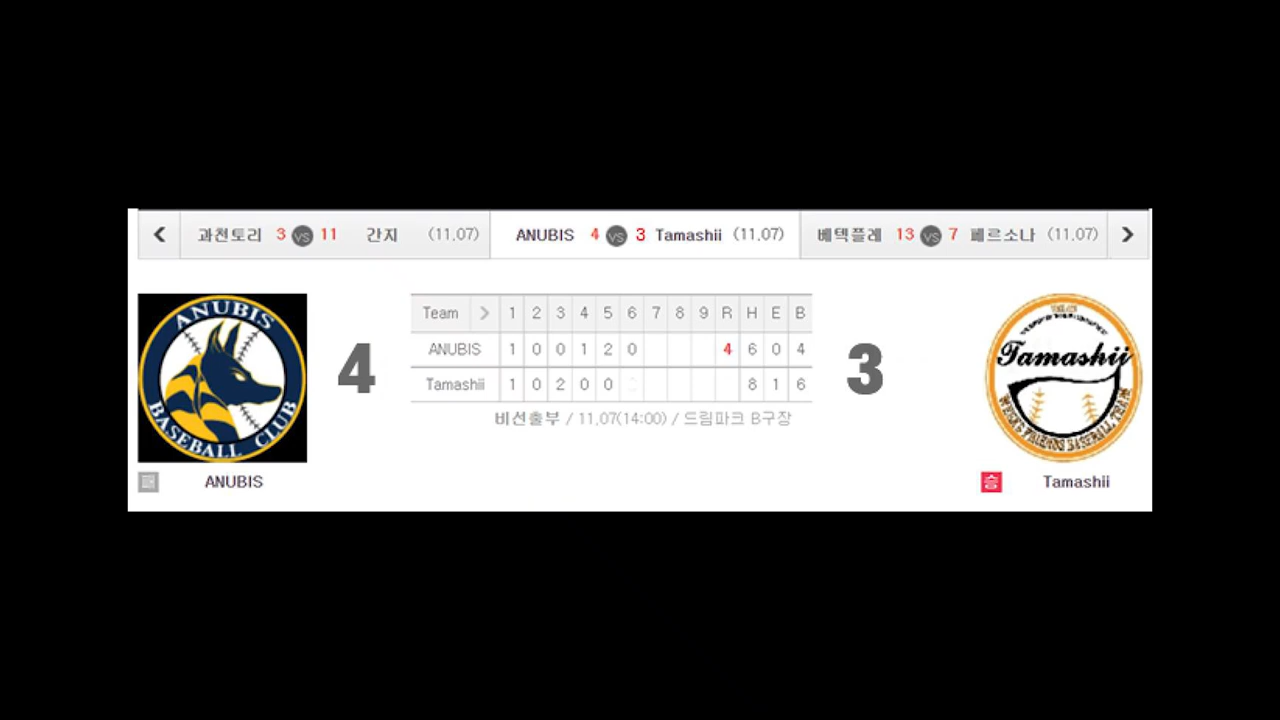 과천토리 3 VS 11 간지 (11.07) ANUBIS 4 VS 3 Tamashii (11.07) 베텍플레 13 VS 7 페르소나 (11.07)
ANUBIS
BASEBALL CLUB
4
Team > 1 2 3 4 5 6 7 8 9 R H E B
ANUBIS 1 0 0 1 2 0 4 6 0 4
Tamashii 1 0 2 0 0 8 1 6
비선출부 / 11.07(14:00) / 드림파크 B구장
3
Tamashii
BASEBALL TEAM
패 ANUBIS
승 Tamashii